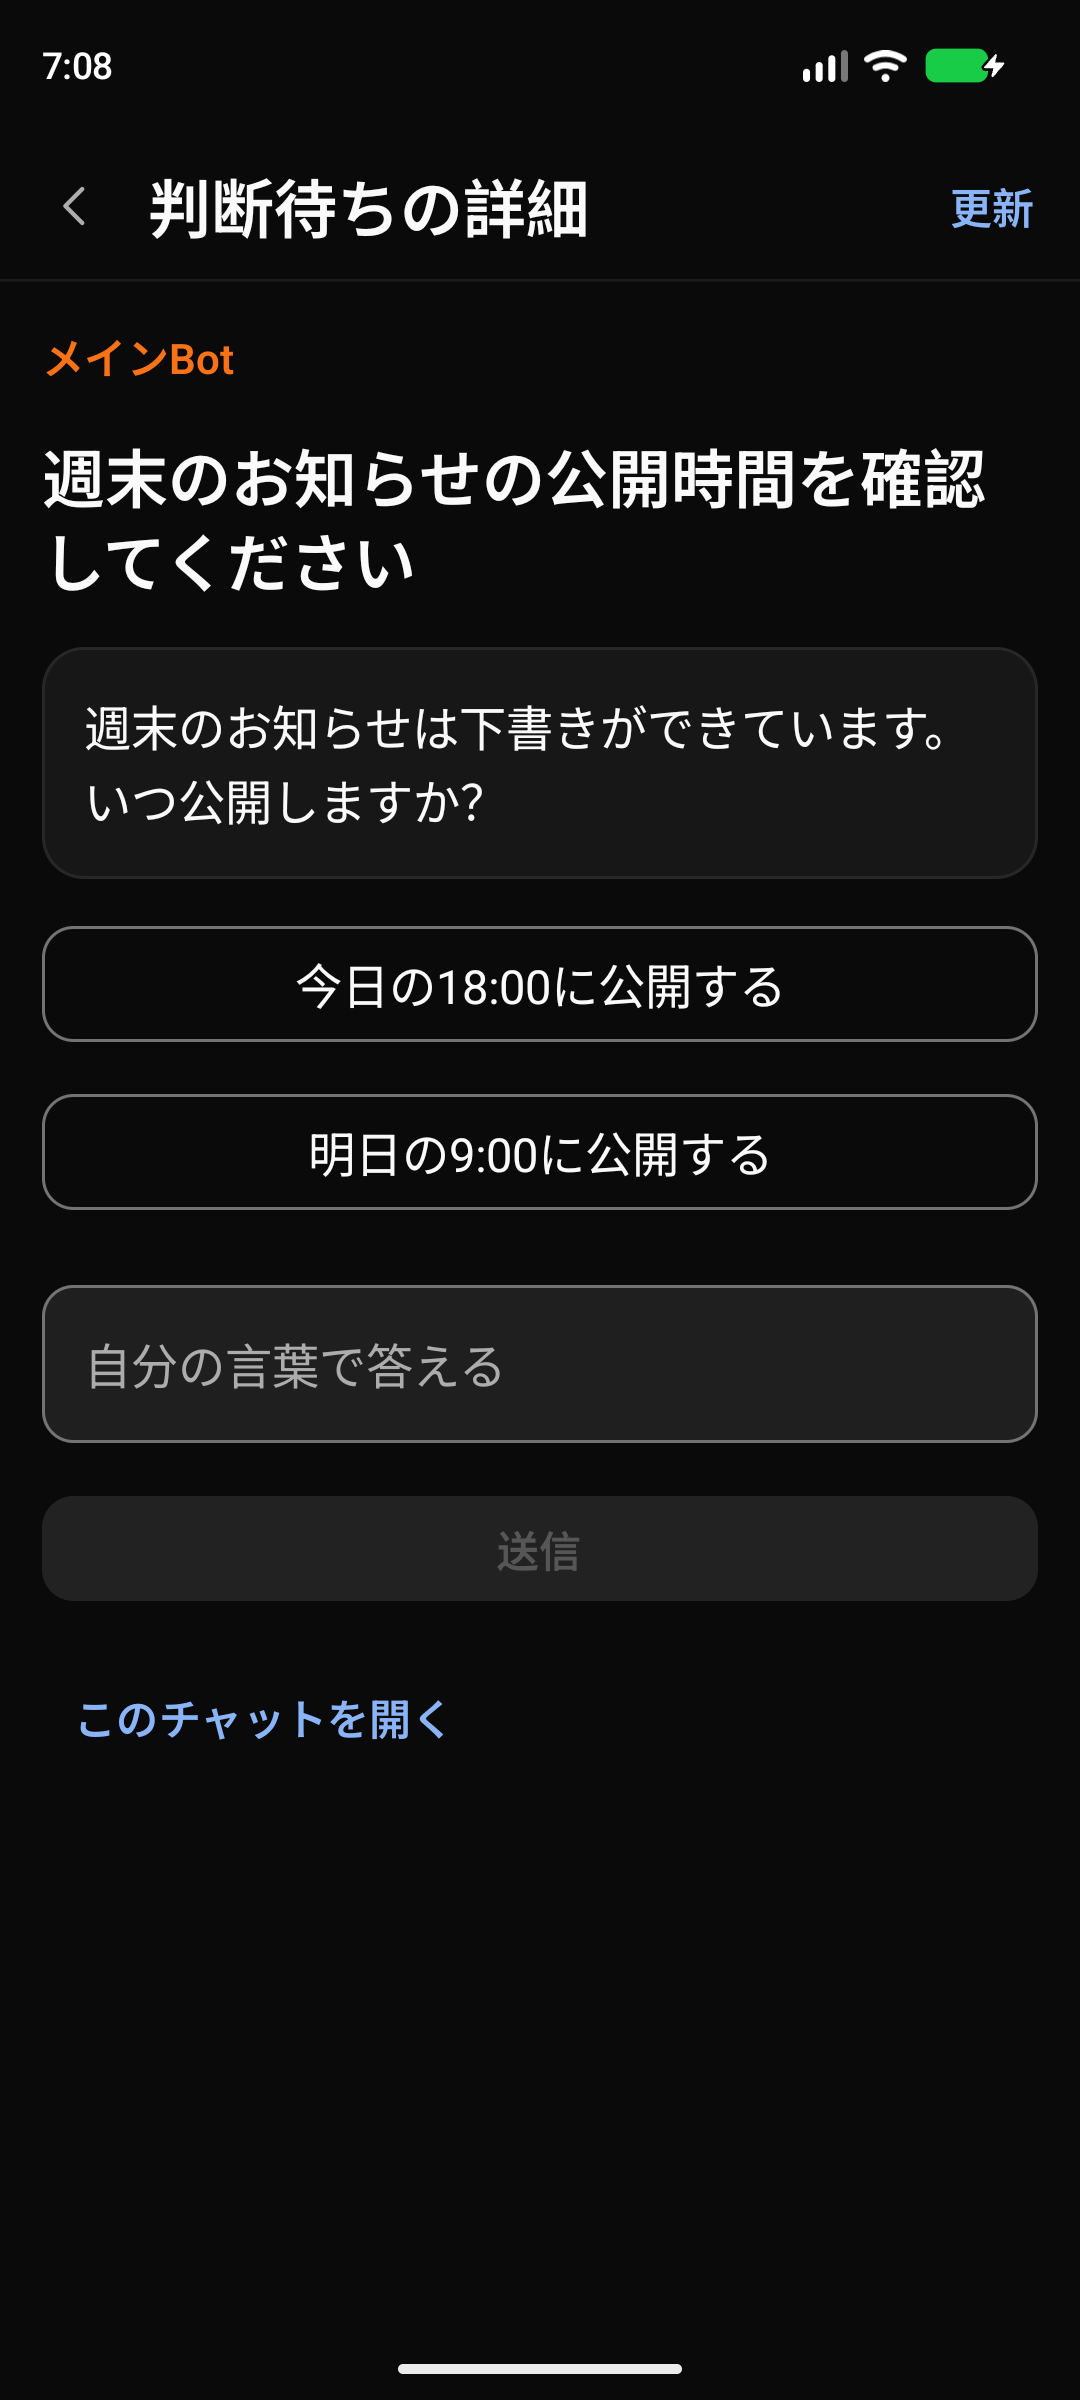 7:08
判断待ちの詳細
更新
メインBot
週末のお知らせの公開時間を確認
してください
週末のお知らせは下書きができています。
いつ公開しますか?
今日の18:00に公開する
明日の9:00に公開する
自分の言葉で答える
送信
このチャットを開く